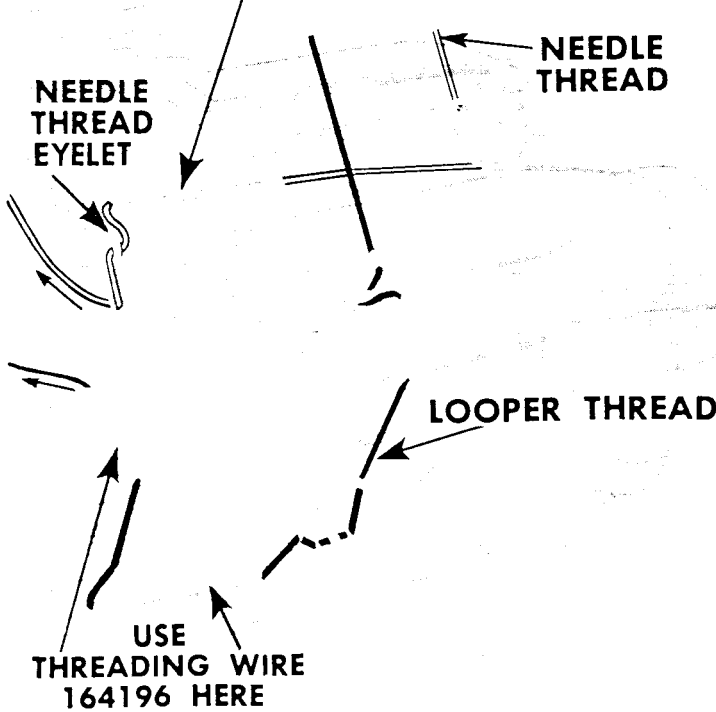 NEEDLE
THREAD
NEEDLE
THREAD
EYELET
LOOPER THREAD
USE
THREADING WIRE
164196 HERE